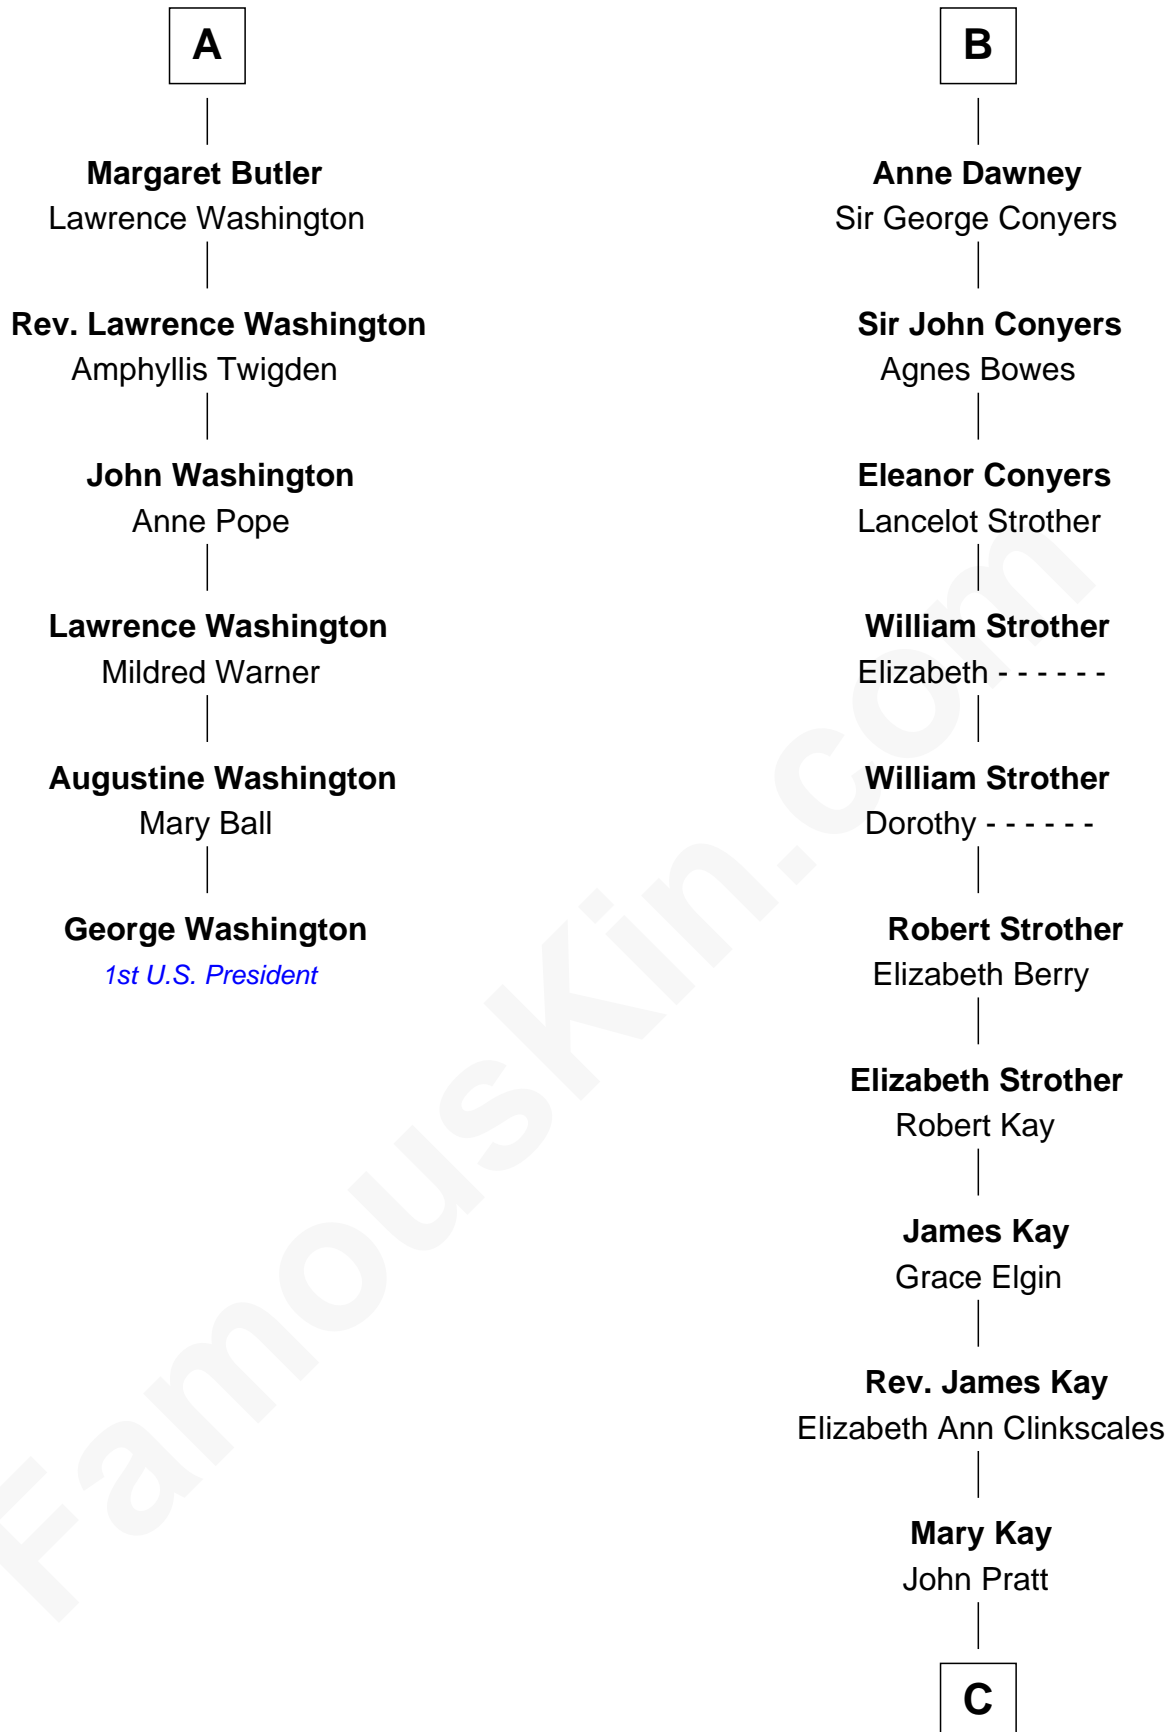 A
Margaret Butler
Lawrence Washington
Rev. Lawrence Washington
Amphyllis Twigden
John Washington
Anne Pope
Lawrence Washington
Mildred Warner
Augustine Washington
Mary Ball
George Washington
1st U.S. President
B
Anne Dawney
Sir George Conyers
Sir John Conyers
Agnes Bowes
Eleanor Conyers
Lancelot Strother
William Strother
Elizabeth - - - - - -
William Strother
Dorothy - - - - - -
Robert Strother
Elizabeth Berry
Elizabeth Strother
Robert Kay
James Kay
Grace Elgin
Rev. James Kay
Elizabeth Ann Clinkscales
Mary Kay
John Pratt
C
FamousKin.com